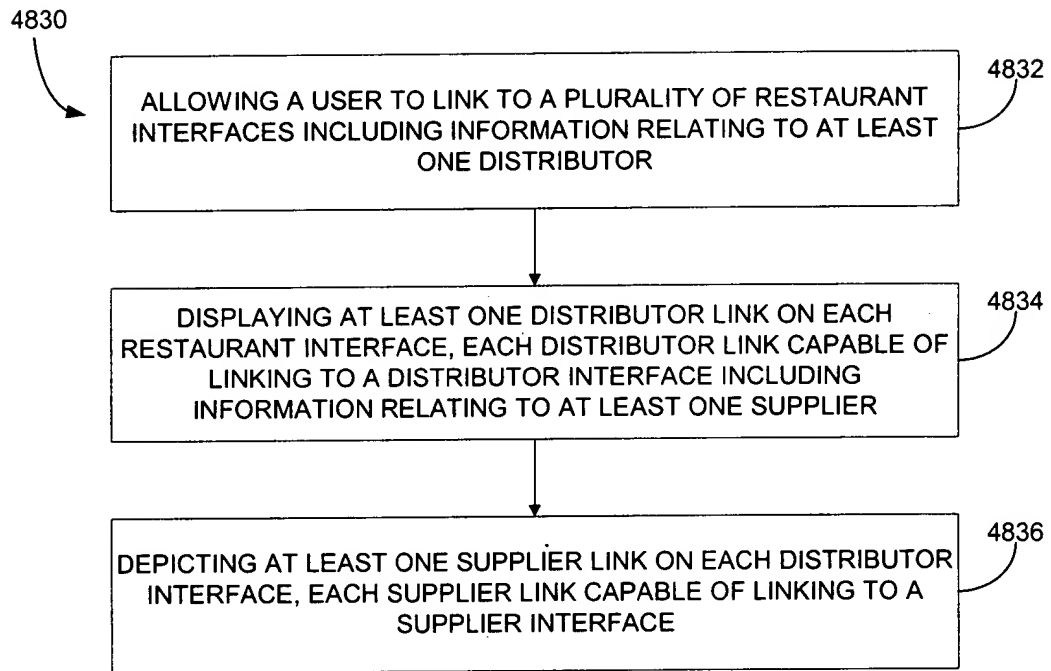 4830
4832
ALLOWING A USER TO LINK TO A PLURALITY OF RESTAURANT
INTERFACES INCLUDING INFORMATION RELATING TO AT LEAST
ONE DISTRIBUTOR
4834
DISPLAYING AT LEAST ONE DISTRIBUTOR LINK ON EACH
RESTAURANT INTERFACE, EACH DISTRIBUTOR LINK CAPABLE OF
LINKING TO A DISTRIBUTOR INTERFACE INCLUDING
INFORMATION RELATING TO AT LEAST ONE SUPPLIER
4836
DEPICTING AT LEAST ONE SUPPLIER LINK ON EACH DISTRIBUTOR
INTERFACE, EACH SUPPLIER LINK CAPABLE OF LINKING TO A
SUPPLIER INTERFACE